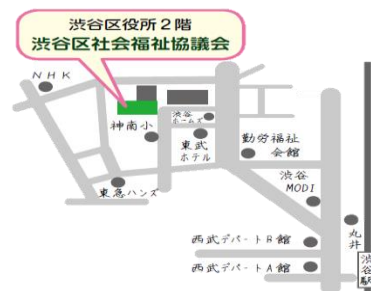 渋谷区役所2階
渋谷区社会福祉協議会
NHK
渋谷
ホームズ
神南小
東武
ホテル
勤労福祉
会館
東急ハンズ
渋谷
MODI
丸井
西武デパートB館
西武デパートA館
渋谷駅